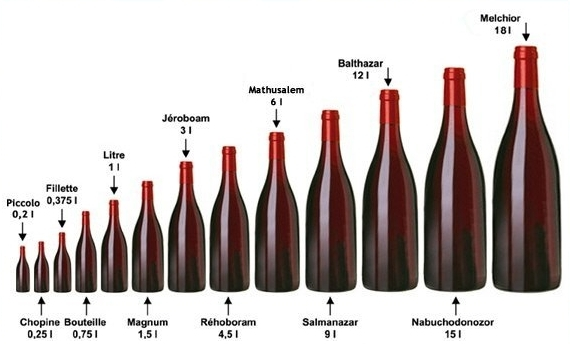 Melchior
18 l
Balthazar
12 l
Mathusalem
6 l
Jéroboam
3 l
Litre
1 l
Fillette
0,375 l
Piccolo
0,2 l
Chopine
0,25 l
Bouteille
0,75 l
Magnum
1,5 l
Réhoboram
4,5 l
Salmanazar
9 l
Nabuchodonozor
15 l